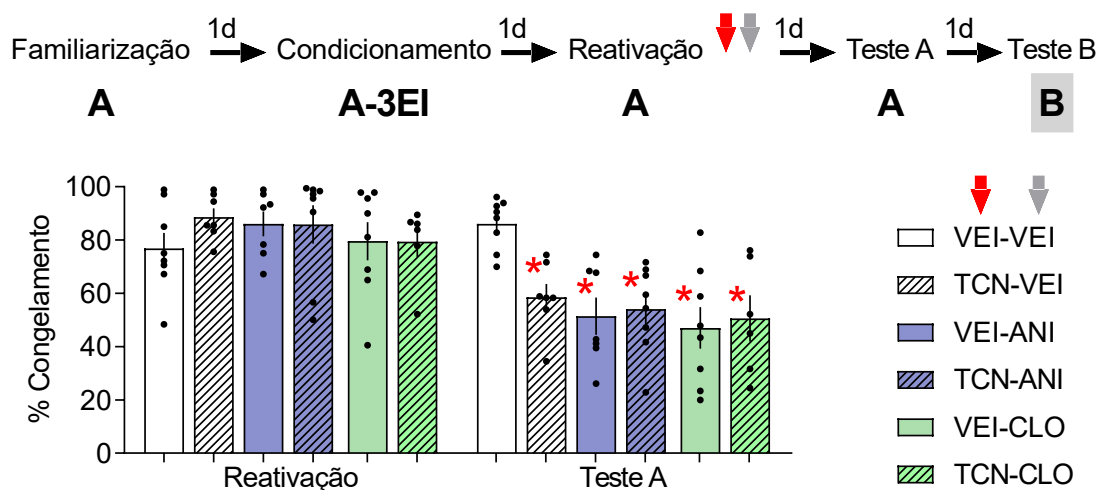 1d 1d 1d 1d
Familiarização Condicionamento Reativação Teste A Teste B
A A-3EI A A B
% Congelamento
100
80
60
40
20
0
* * * * *
Reativação Teste A
VEI-VEI
TCN-VEI
VEI-ANI
TCN-ANI
VEI-CLO
TCN-CLO